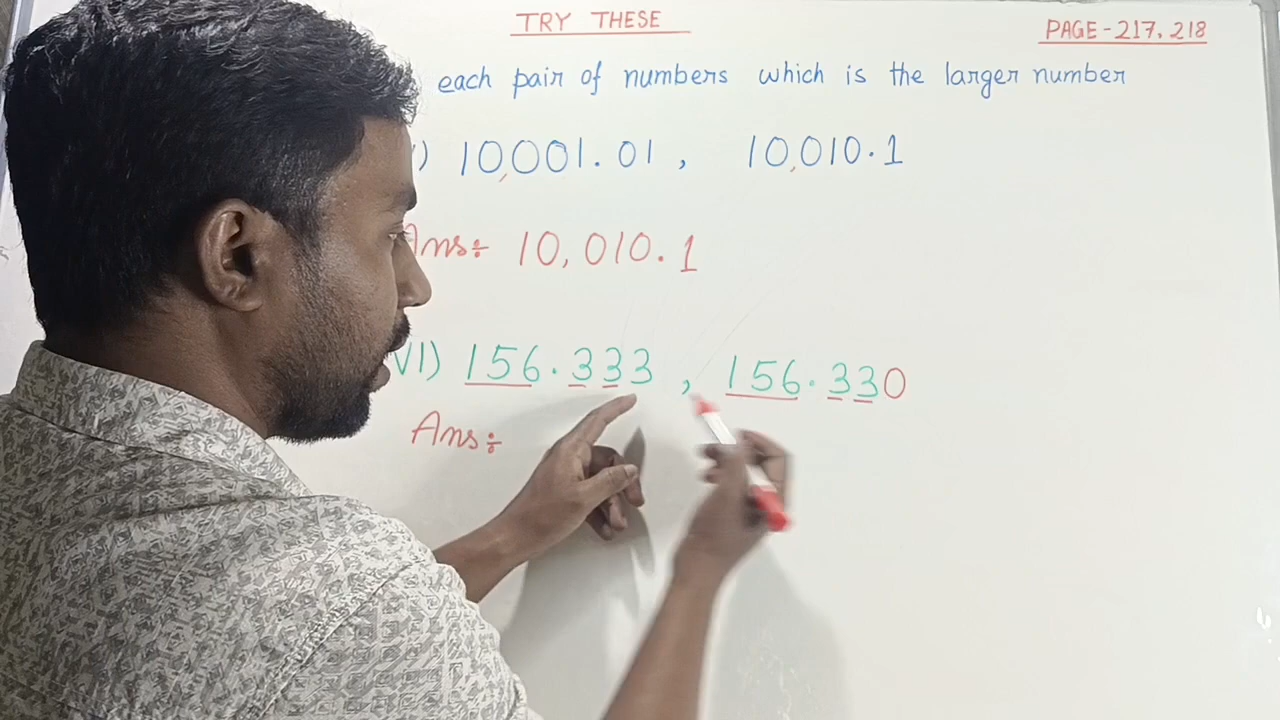 TRY THESE
PAGE-217, 218
each pair of numbers which is the larger number
) 10,001.01, 10,010.1
Ans÷ 10,010.1
VI) 156.333, 156.330
Ans÷